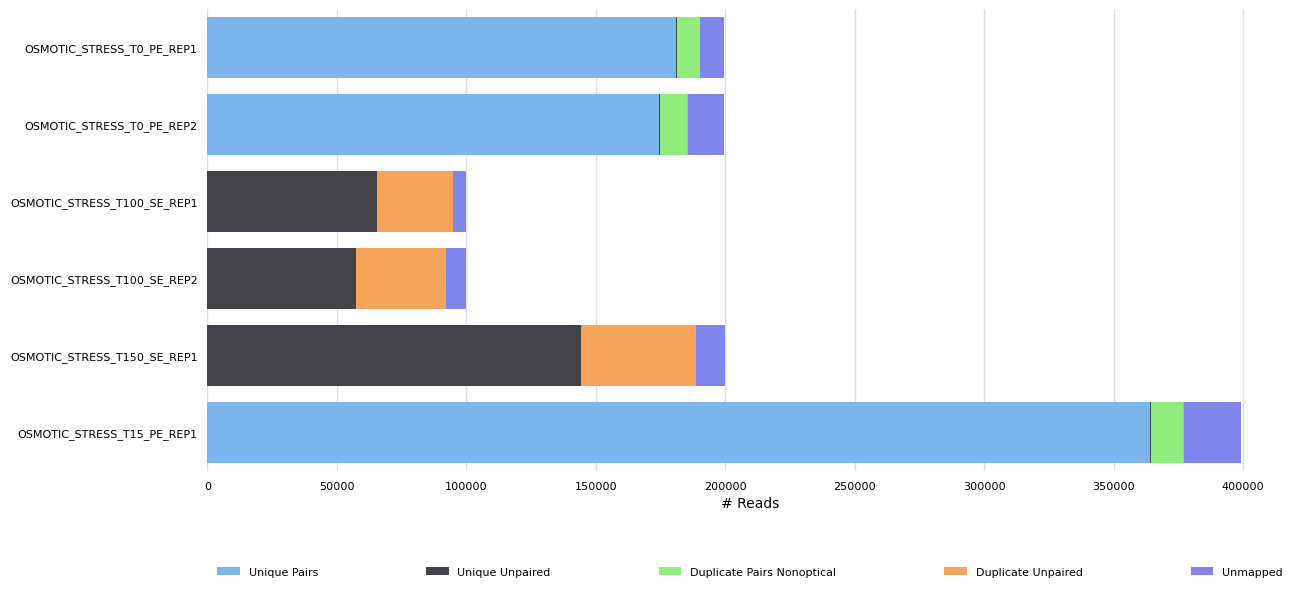 OSMOTIC_STRESS_T0_PE_REP1
OSMOTIC_STRESS_T0_PE_REP2
OSMOTIC_STRESS_T100_SE_REP1
OSMOTIC_STRESS_T100_SE_REP2
OSMOTIC_STRESS_T150_SE_REP1
OSMOTIC_STRESS_T15_PE_REP1
0 50000 100000 150000 200000 250000 300000 350000 400000
# Reads
Unique Pairs Unique Unpaired Duplicate Pairs Nonoptical Duplicate Unpaired Unmapped